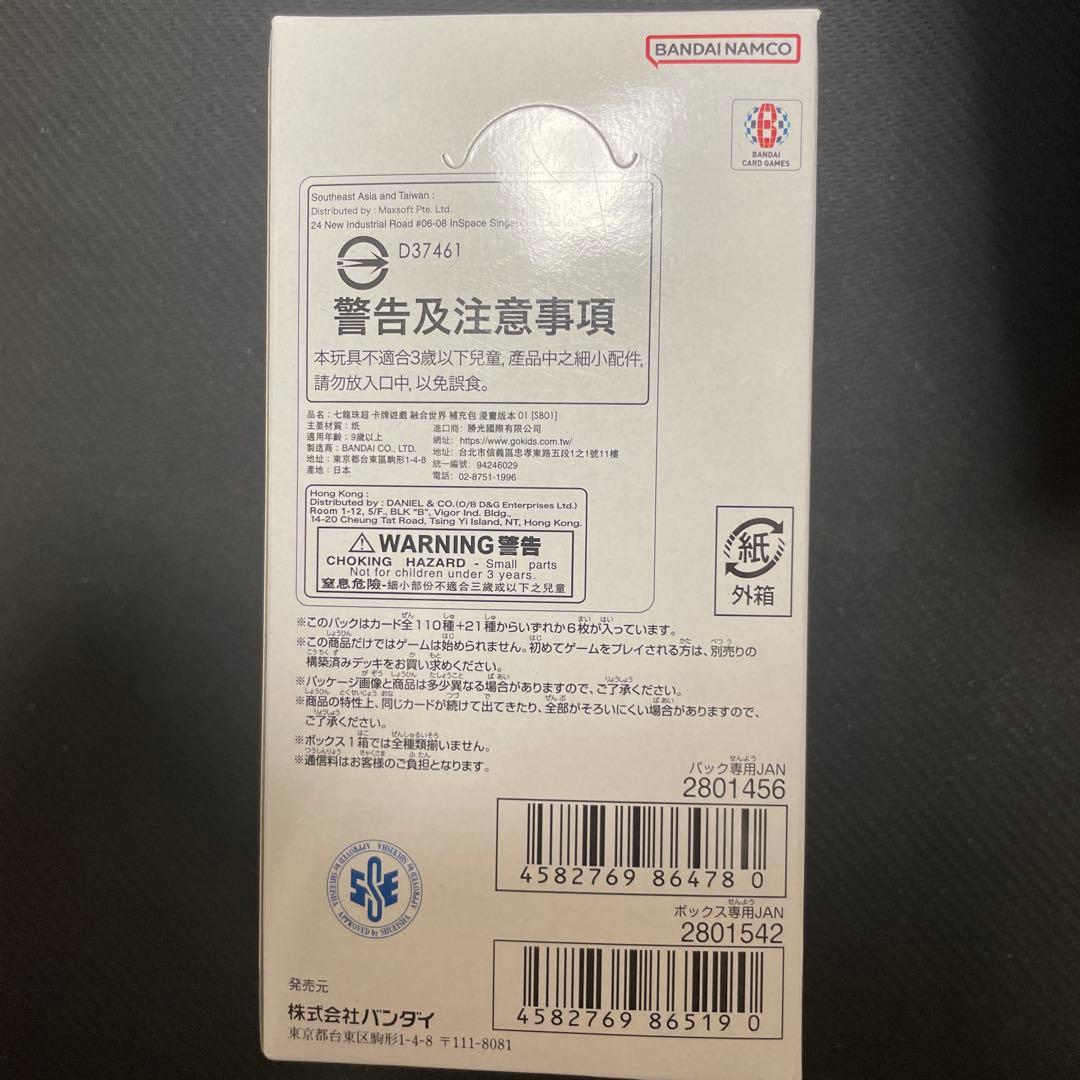 BANDAI NAMCO
BANDAI
CARD GAMES
Southeast Asia and Taiwan :
Distributed by : Maxsoft Pte. Ltd.
24 New Industrial Road #06-08 InSpace
D37461
警告及注意事項
本玩具不適合3歲以下兒童, 產品中之細小配件,
請勿放入口中, 以免誤食。
品名：七龍珠超 卡牌遊戲 融合世界 補充包 漫畫版本 01 [SB01]
主要材質：紙
適用年齡：9歲以上
製造商：BANDAI CO., LTD.
地址：東京都台東區駒形1-4-8
產地：日本
進口商：勝光國際有限公司
網址：https://www.gokids.com.tw/
地址：台北市信義區忠孝東路五段1之1號11樓
統一編號：94246029
電話：02-8751-1996
Hong Kong :
Distributed by : DANIEL & CO.(O/B D&G Enterprises Ltd.)
Room 1-12, 5/F., BLK "B", Vigor Ind. Bldg.,
14-20 Cheung Tat Road, Tsing Yi Island, NT, Hong Kong.
⚠ WARNING 警告
CHOKING HAZARD - Small parts
Not for children under 3 years.
窒息危險-細小部份不適合三歲或以下之兒童
紙
外箱
※このパックはカード全110種+21種からいずれか6枚が入っています。
※この商品だけではゲームは始められません。初めてゲームをプレイされる方は、別売りの
構築済みデッキをお買い求めください。
※パッケージ画像と商品は多少異なる場合がありますので、ご了承ください。
※商品の特性上、同じカードが続けて出てきたり、全部がそろいにくい場合がありますので、
ご了承ください。
※ボックス1箱では全種類揃いません。
※通信料はお客様のご負担となります。
パック専用JAN
2801456
4582769 864780
ボックス専用JAN
2801542
4582769 865190
SE
APPROVED by SHUEISHA
APPROVED by SHUEISHA
APPROVED by SHUEISHA
発売元
株式会社バンダイ
東京都台東区駒形1-4-8 〒111-8081